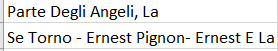 Parte Degli Angeli, La
Se Torno - Ernest Pignon- Ernest E La